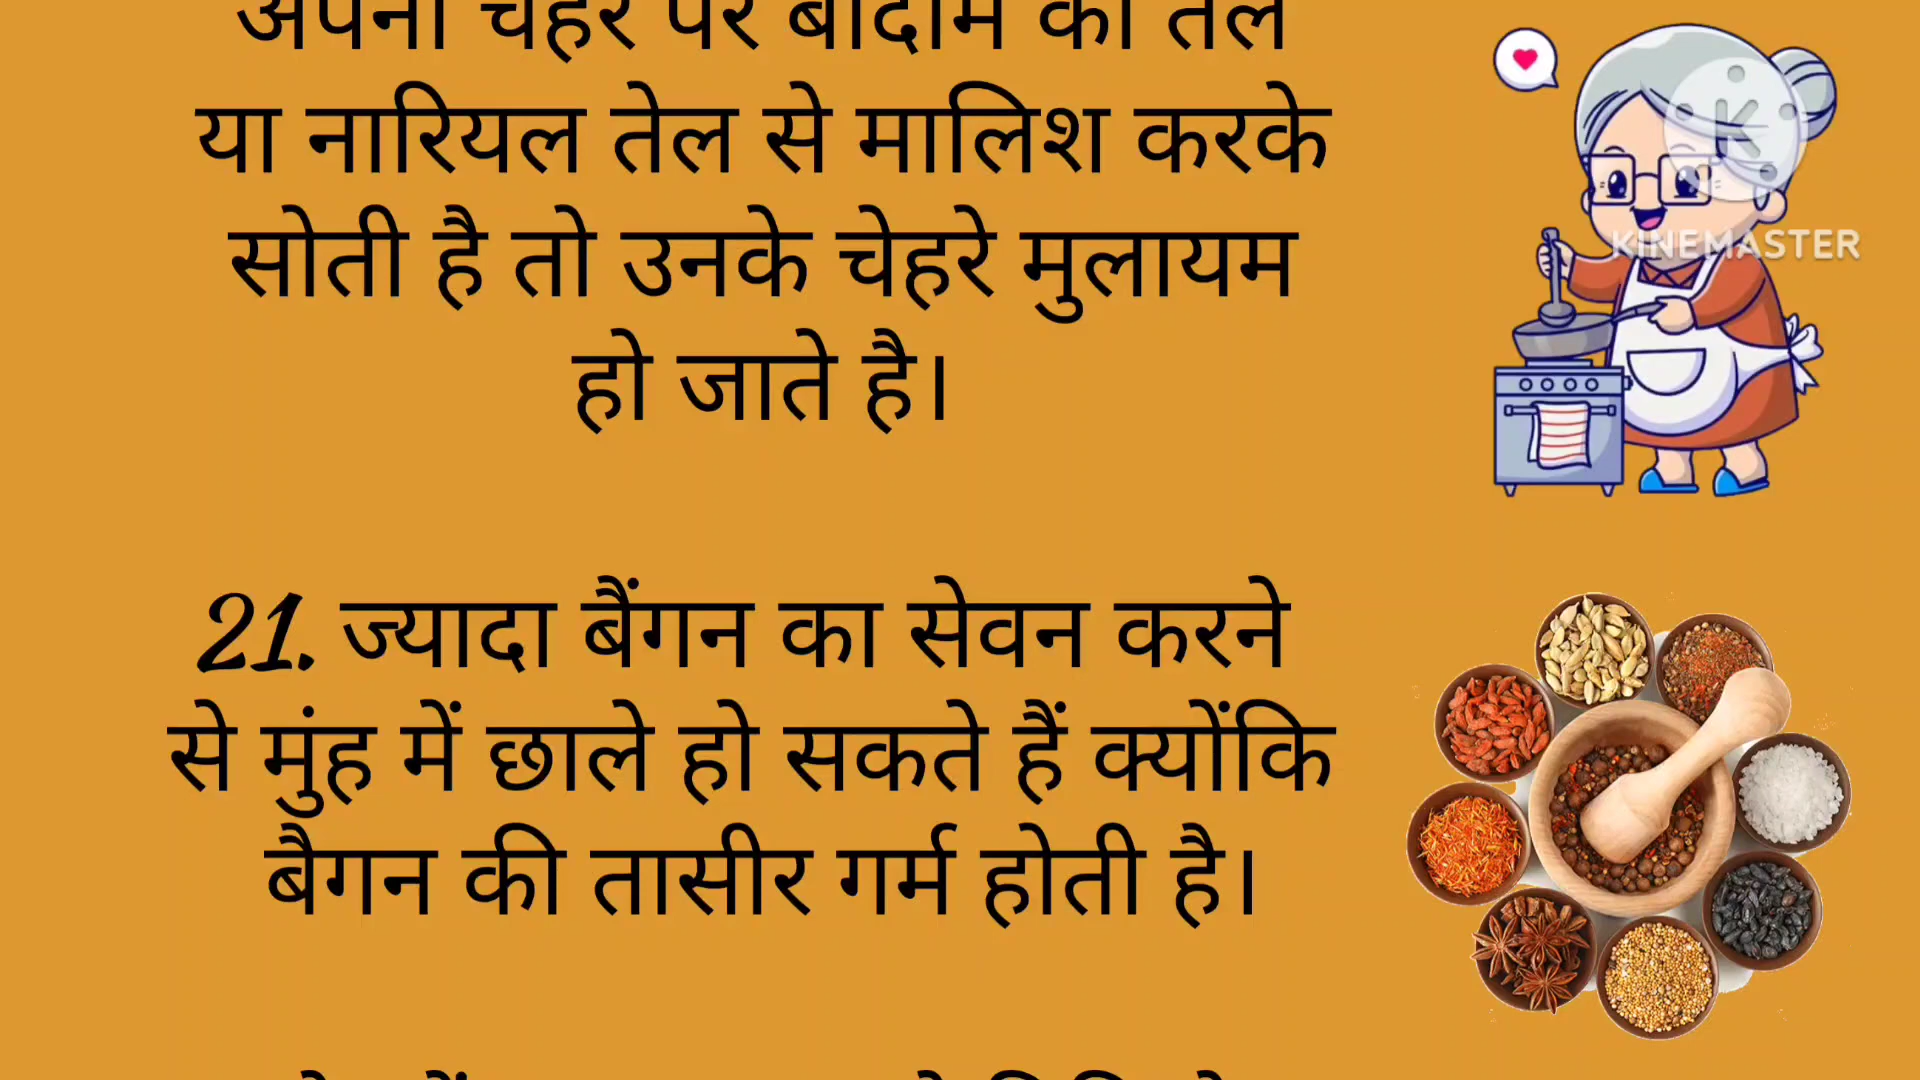 अपनी चेहरे पर बादाम का तेल
या नारियल तेल से मालिश करके
सोती है तो उनके चेहरे मुलायम
हो जाते है।
21. ज्यादा बैंगन का सेवन करने
से मुंह में छाले हो सकते हैं क्योंकि
बैगन की तासीर गर्म होती है।
K
KINEMASTER